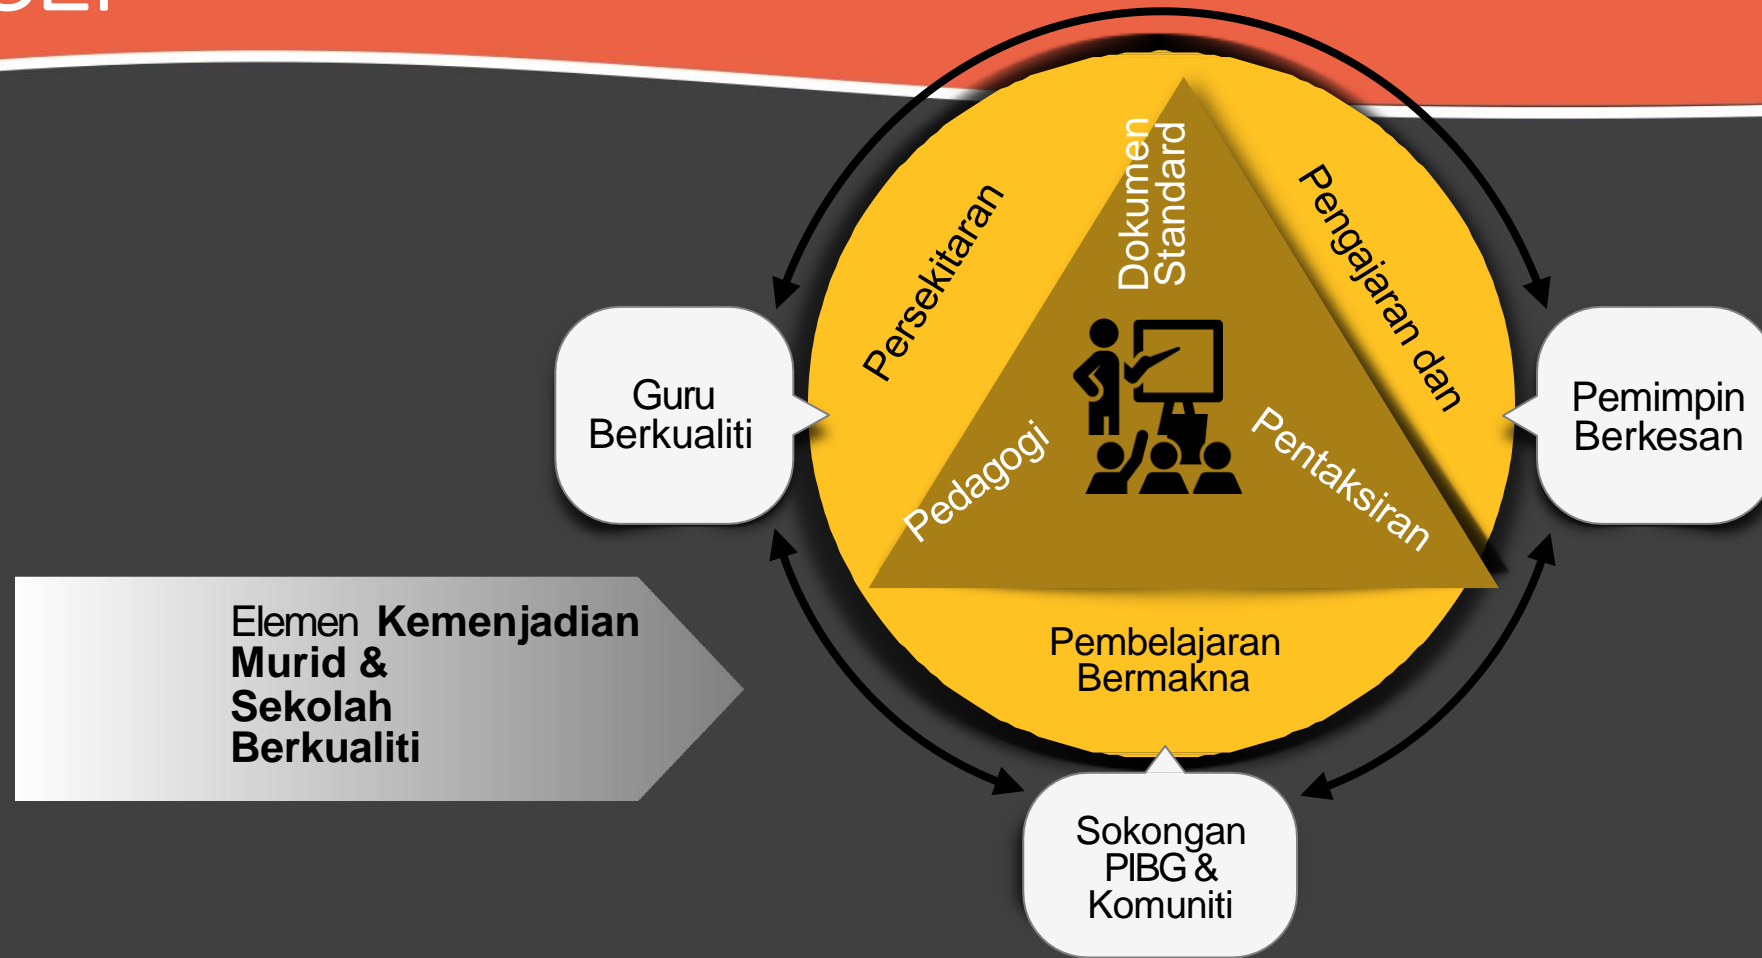 Dokumen
Standard
Persekitaran
Pengajaran dan
Guru
Berkualiti
Pemimpin
Berkesan
Pedagogi
Pentaksiran
Elemen Kemenjadian
Murid &
Sekolah
Berkualiti
Pembelajaran
Bermakna
Sokongan
PIBG &
Komuniti